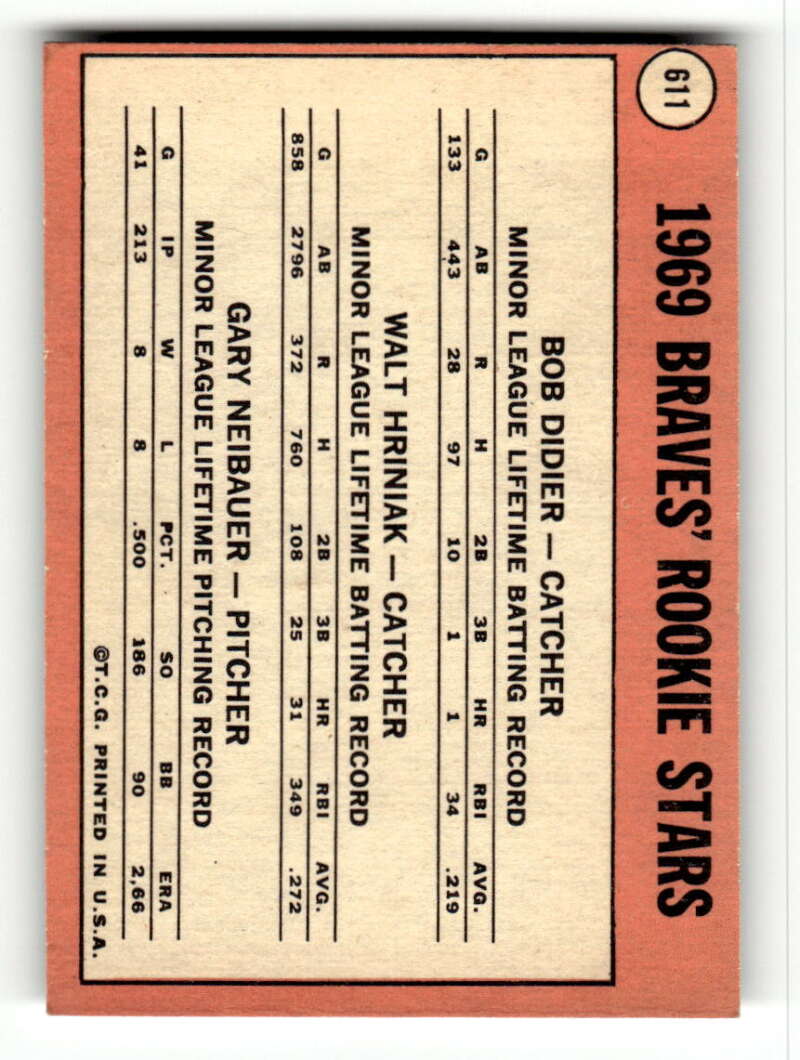 611
1969 BRAVES' ROOKIE STARS
BOB DIDIER — CATCHER
MINOR LEAGUE LIFETIME BATTING RECORD
G AB R H 2B 3B HR RBI AVG.
133 443 28 97 10 1 1 34 .219
WALT HRINIAK — CATCHER
MINOR LEAGUE LIFETIME BATTING RECORD
G AB R H 2B 3B HR RBI AVG.
858 2796 372 760 108 25 31 349 .272
GARY NEIBAUER — PITCHER
MINOR LEAGUE LIFETIME PITCHING RECORD
G IP W L PCT. SO BB ERA
41 213 8 8 .500 186 90 2,66
©T.C.G. PRINTED IN U.S.A.